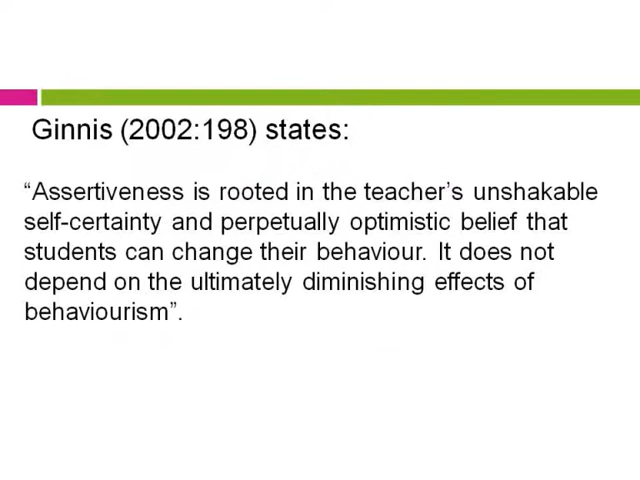 Ginnis (2002:198) states:
“Assertiveness is rooted in the teacher’s unshakable
self-certainty and perpetually optimistic belief that
students can change their behaviour. It does not
depend on the ultimately diminishing effects of
behaviourism”.